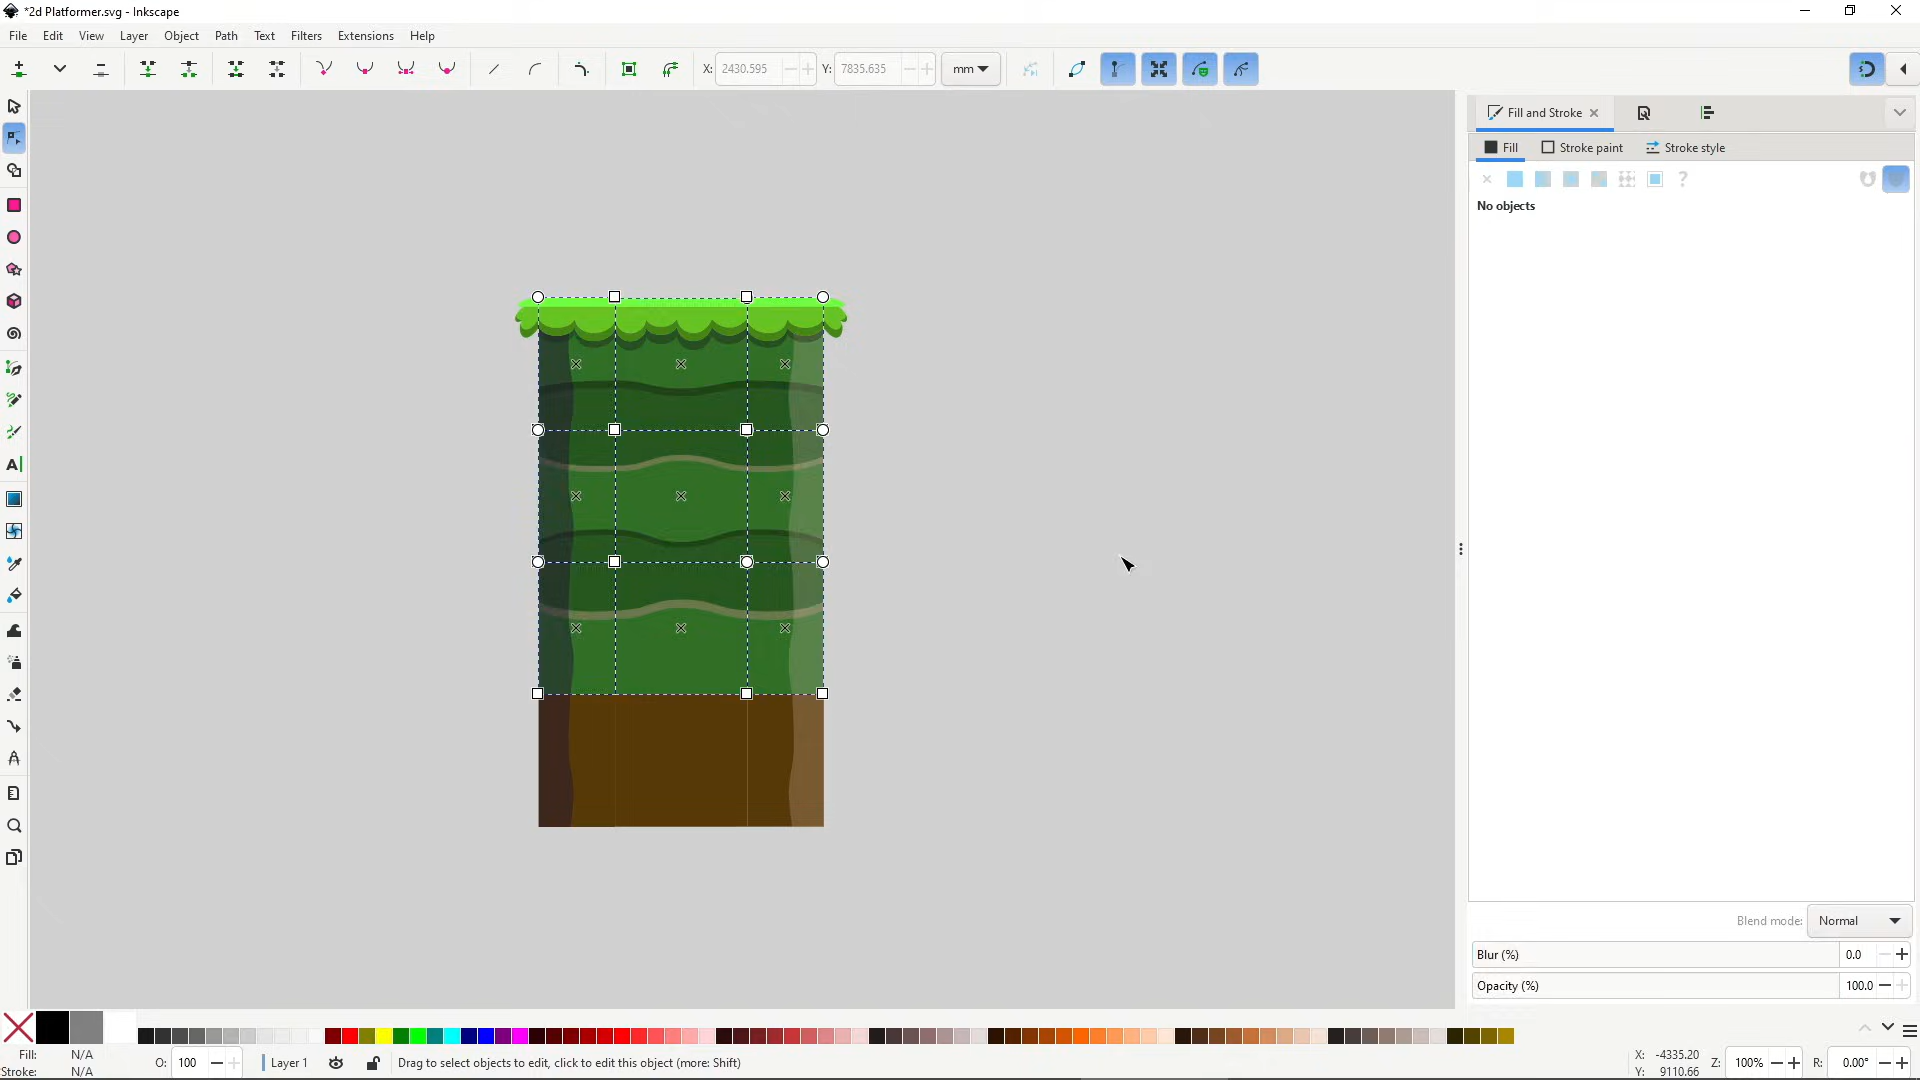 *2d Platformer.svg - Inkscape
File Edit View Layer Object Path Text Filters Extensions Help
X: 2430.595 Y: 7835.635 mm
Fill and Stroke
Fill Stroke paint Stroke style
No objects
Blend mode: Normal
Blur (%) 0.0
Opacity (%) 100.0
Fill: N/A
Stroke: N/A
O: 100
Layer 1
Drag to select objects to edit, click to edit this object (more: Shift)
X: -4335.20
Y: 9110.66
Z: 100%
R: 0.00°